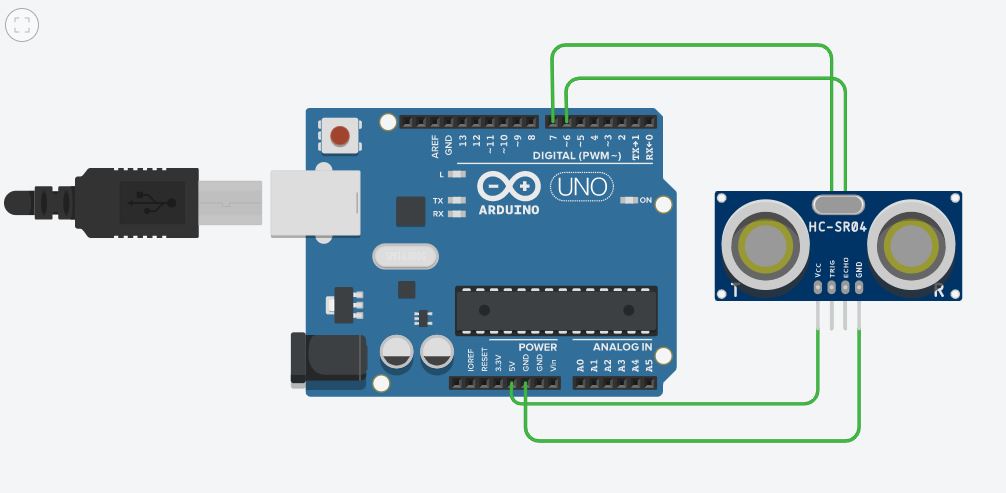 AREF
GND
13
12
~11
~10
~9
8
7
~6
~5
~4
~3
2
TX→1
RX←0
DIGITAL (PWM~)
L
TX
RX
ARDUINO
UNO
ON
HC-SR04
VCC
TRIG
ECHO
GND
T
R
POWER
ANALOG IN
IOREF
RESET
3.3V
5V
GND
GND
Vin
A0
A1
A2
A3
A4
A5